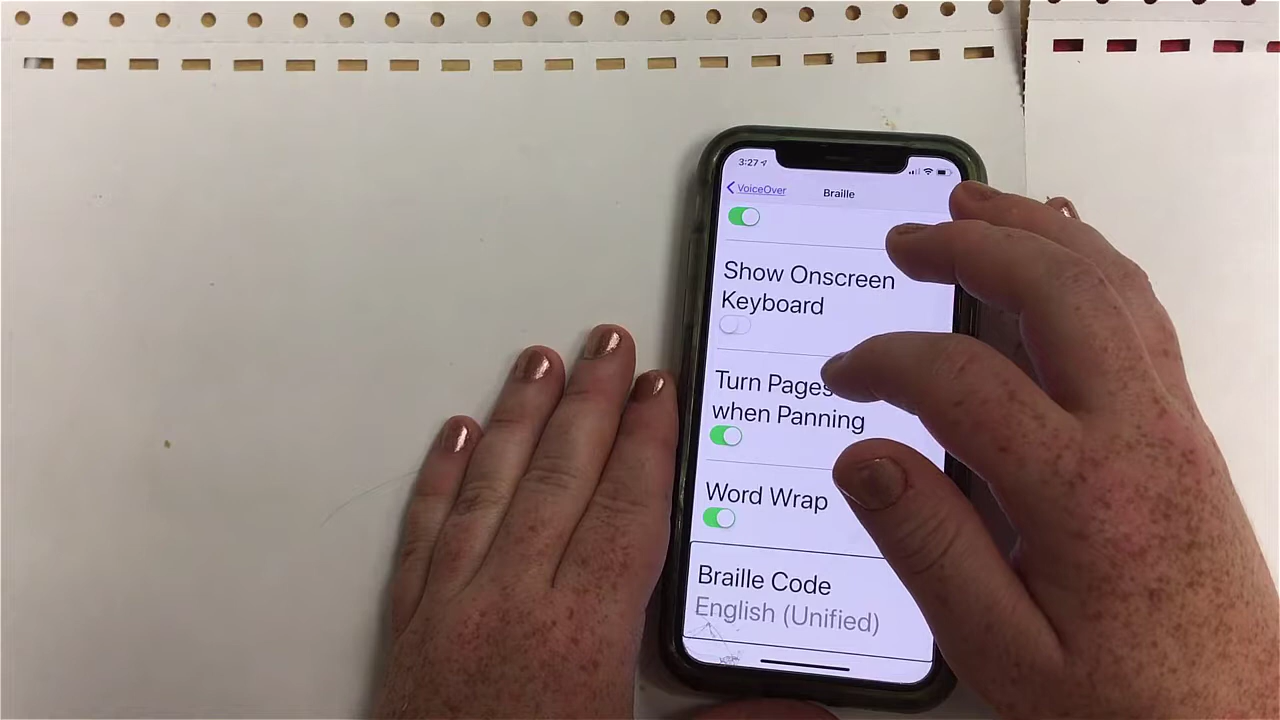 3:27
VoiceOver
Braille
Show Onscreen
Keyboard
Turn Pages
when Panning
Word Wrap
Braille Code
English (Unified)